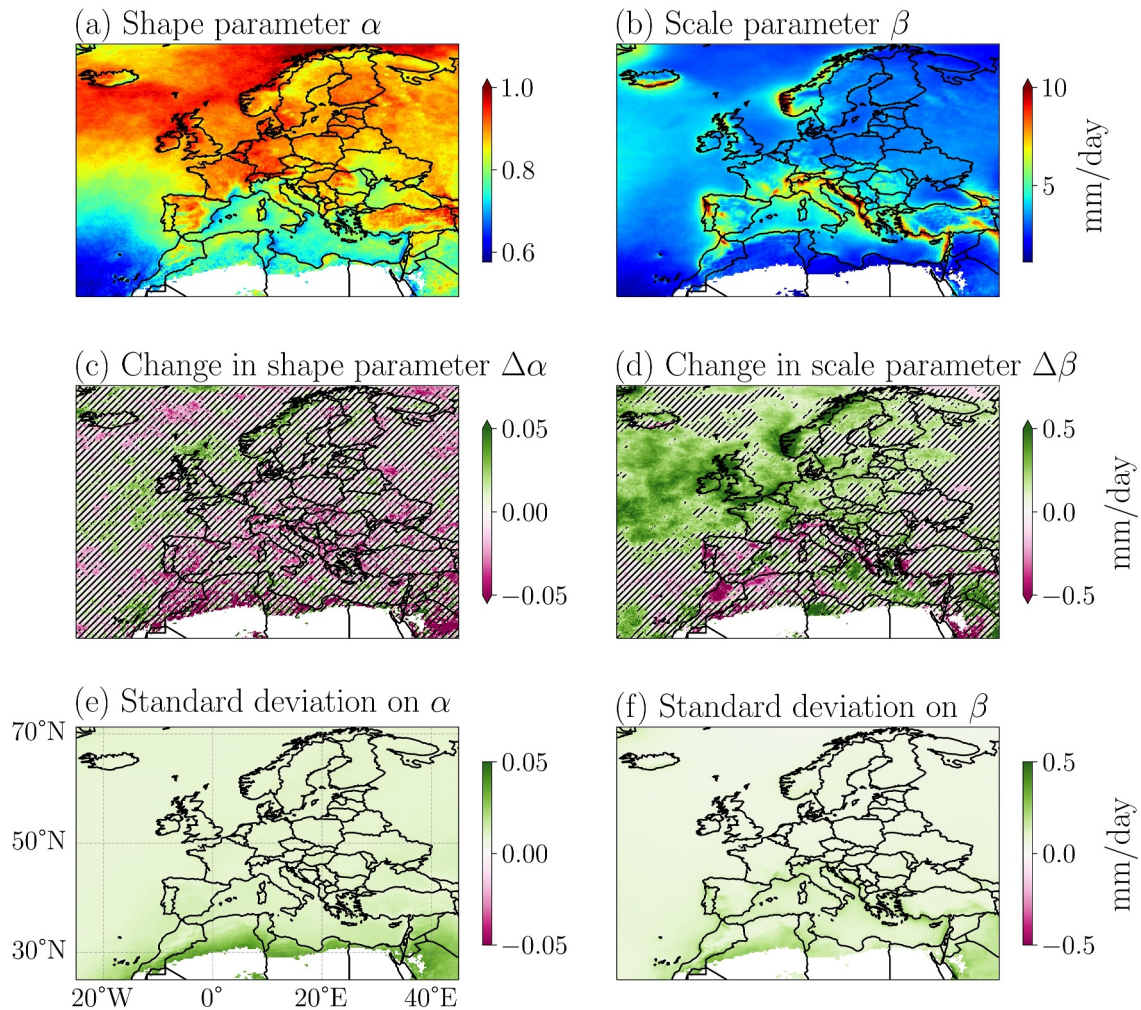 (a) Shape parameter α
(b) Scale parameter β
1.0
0.8
0.6
10
5
mm/day
(c) Change in shape parameter Δα
(d) Change in scale parameter Δβ
0.05
0.00
−0.05
0.5
0.0
−0.5
mm/day
(e) Standard deviation on α
(f) Standard deviation on β
70°N
50°N
30°N
20°W 0° 20°E 40°E
0.05
0.00
−0.05
0.5
0.0
−0.5
mm/day